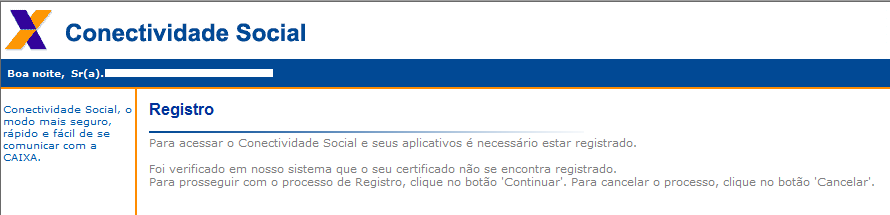 Conectividade Social
Boa noite, Sr(a).
Conectividade Social, o
modo mais seguro,
rápido e fácil de se
comunicar com a
CAIXA.
Registro
Para acessar o Conectividade Social e seus aplicativos é necessário estar registrado.
Foi verificado em nosso sistema que o seu certificado não se encontra registrado.
Para prosseguir com o processo de Registro, clique no botão 'Continuar'. Para cancelar o processo, clique no botão 'Cancelar'.